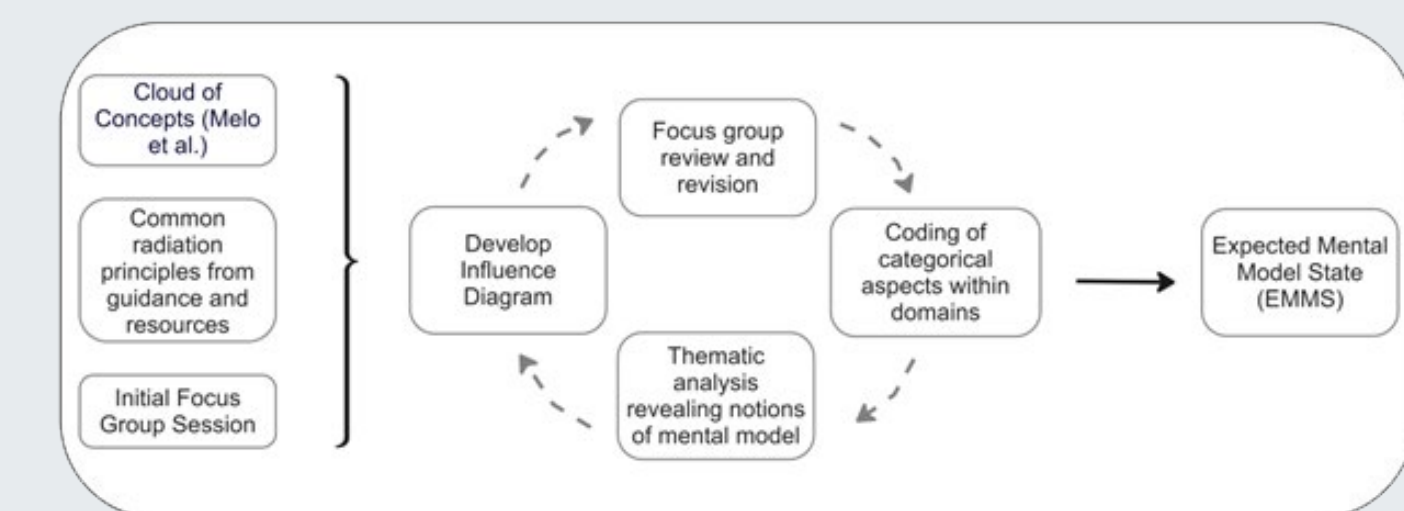 Cloud of
Concepts (Melo
et al.)
Common
radiation
principles from
guidance and
resources
Initial Focus
Group Session
Develop
Influence
Diagram
Focus group
review and
revision
Coding of
categorical
aspects within
domains
Thematic
analysis
revealing notions
of mental model
Expected Mental
Model State
(EMMS)